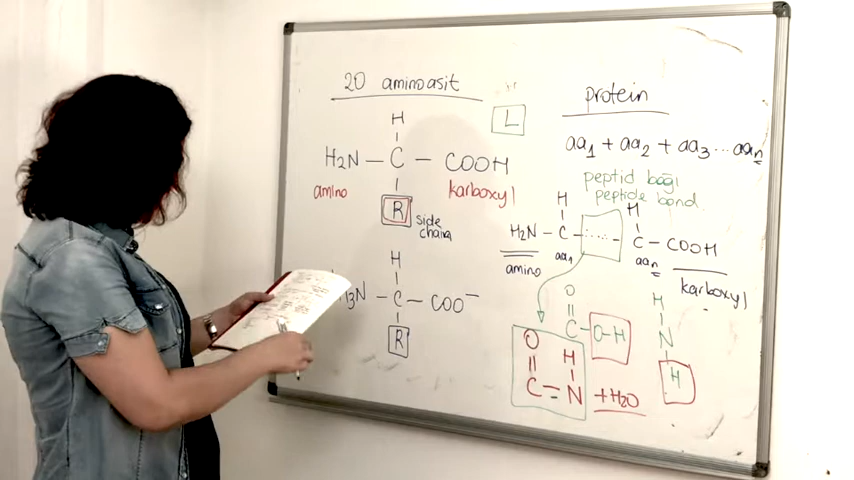 20 aminoasit
L
H
H₂N — C — COOH
amino
karboxyl
R
side
chain
H
H₃N — C — COO⁻
R
protein
aa₁ + aa₂ + aa₃ ... aaₙ
peptid bağı
peptide bond
H
H
H₂N — C ..... C — COOH
aa₁
aaₙ
amino
karboxyl
O
C — O-H
H
N
H
O
H
C — N
+ H₂O